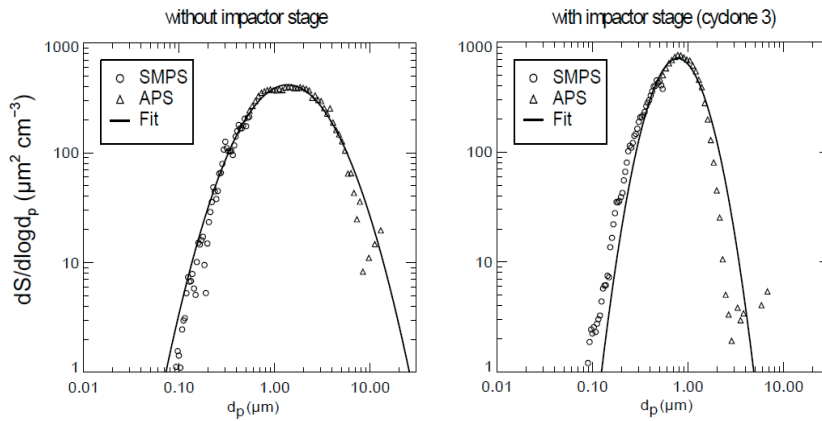 without impactor stage
with impactor stage (cyclone 3)
dS/dlogd_p (µm² cm⁻³)
1000
100
10
1
SMPS
APS
Fit
0.01
0.10
1.00
10.00
d_p (µm)
1000
100
10
1
SMPS
APS
Fit
0.01
0.10
1.00
10.00
d_p (µm)